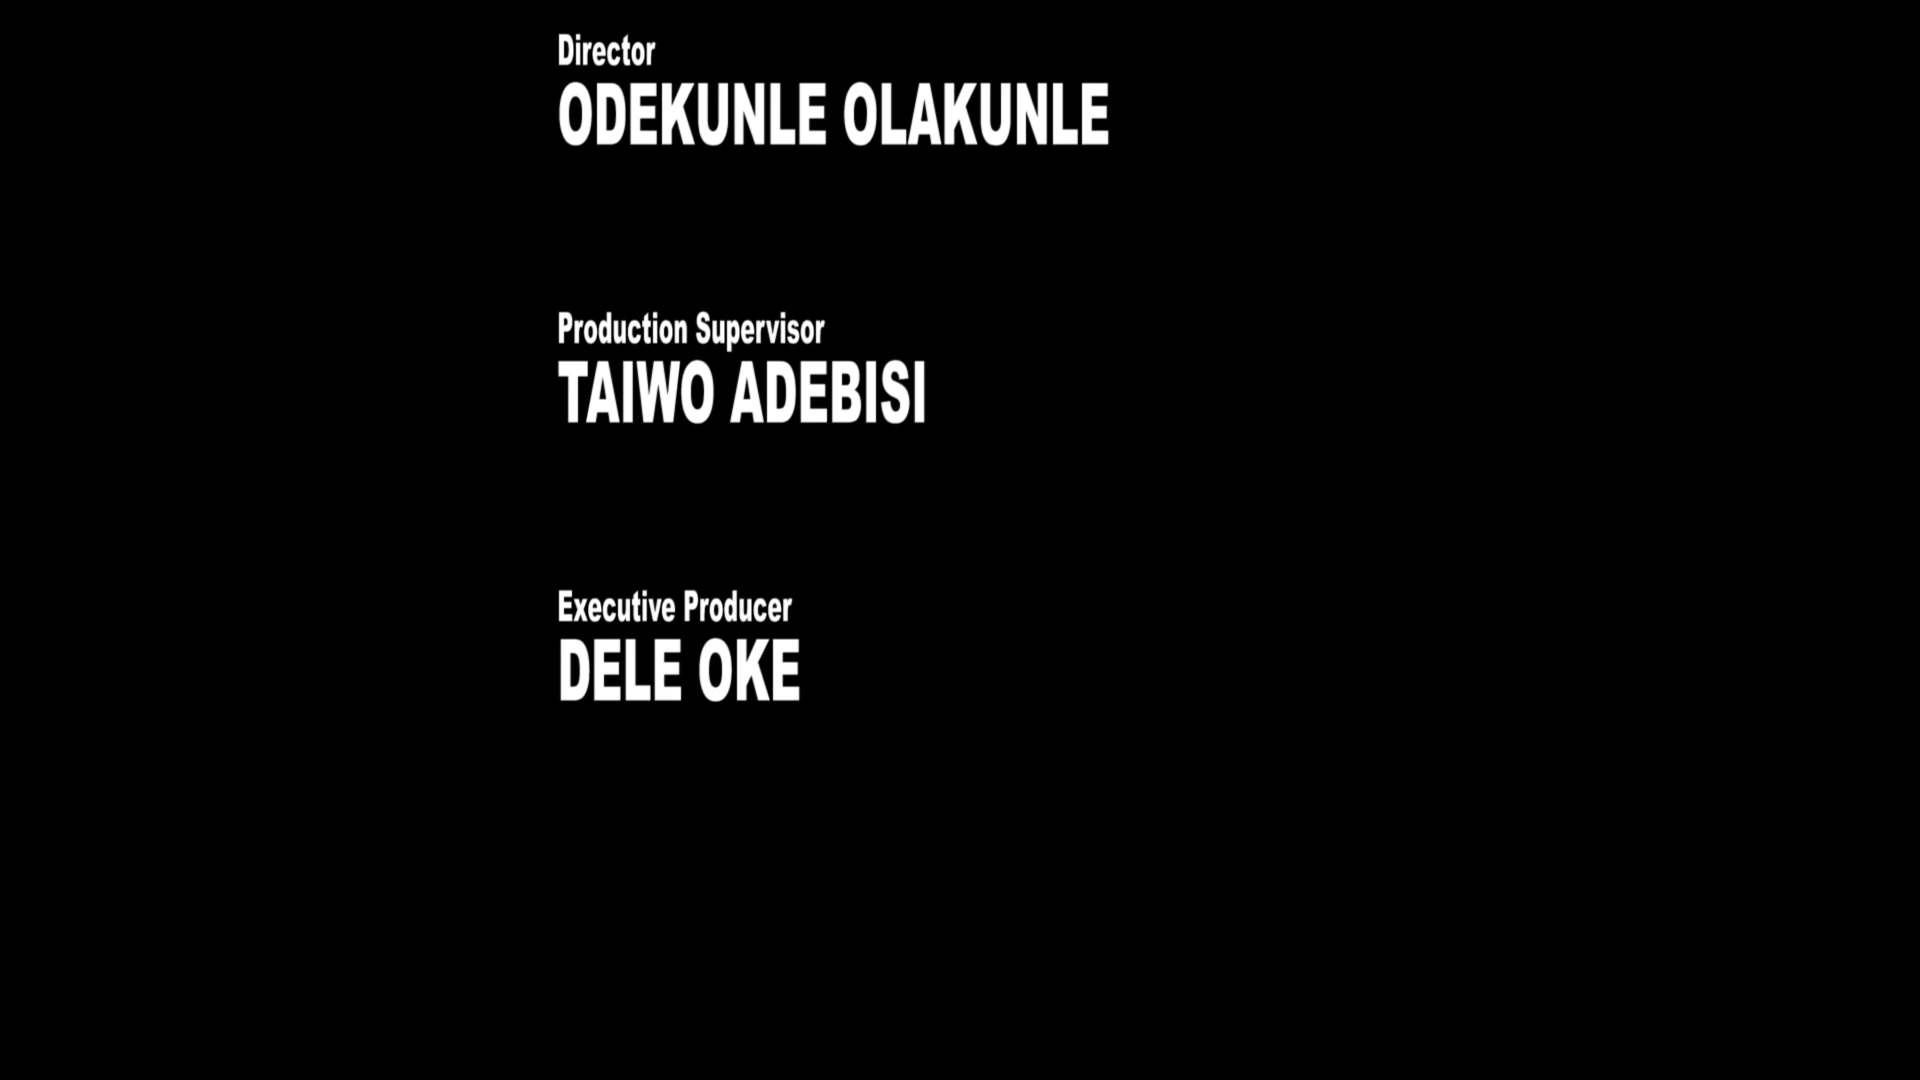 Director
ODEKUNLE OLAKUNLE
Production Supervisor
TAIWO ADEBISI
Executive Producer
DELE OKE